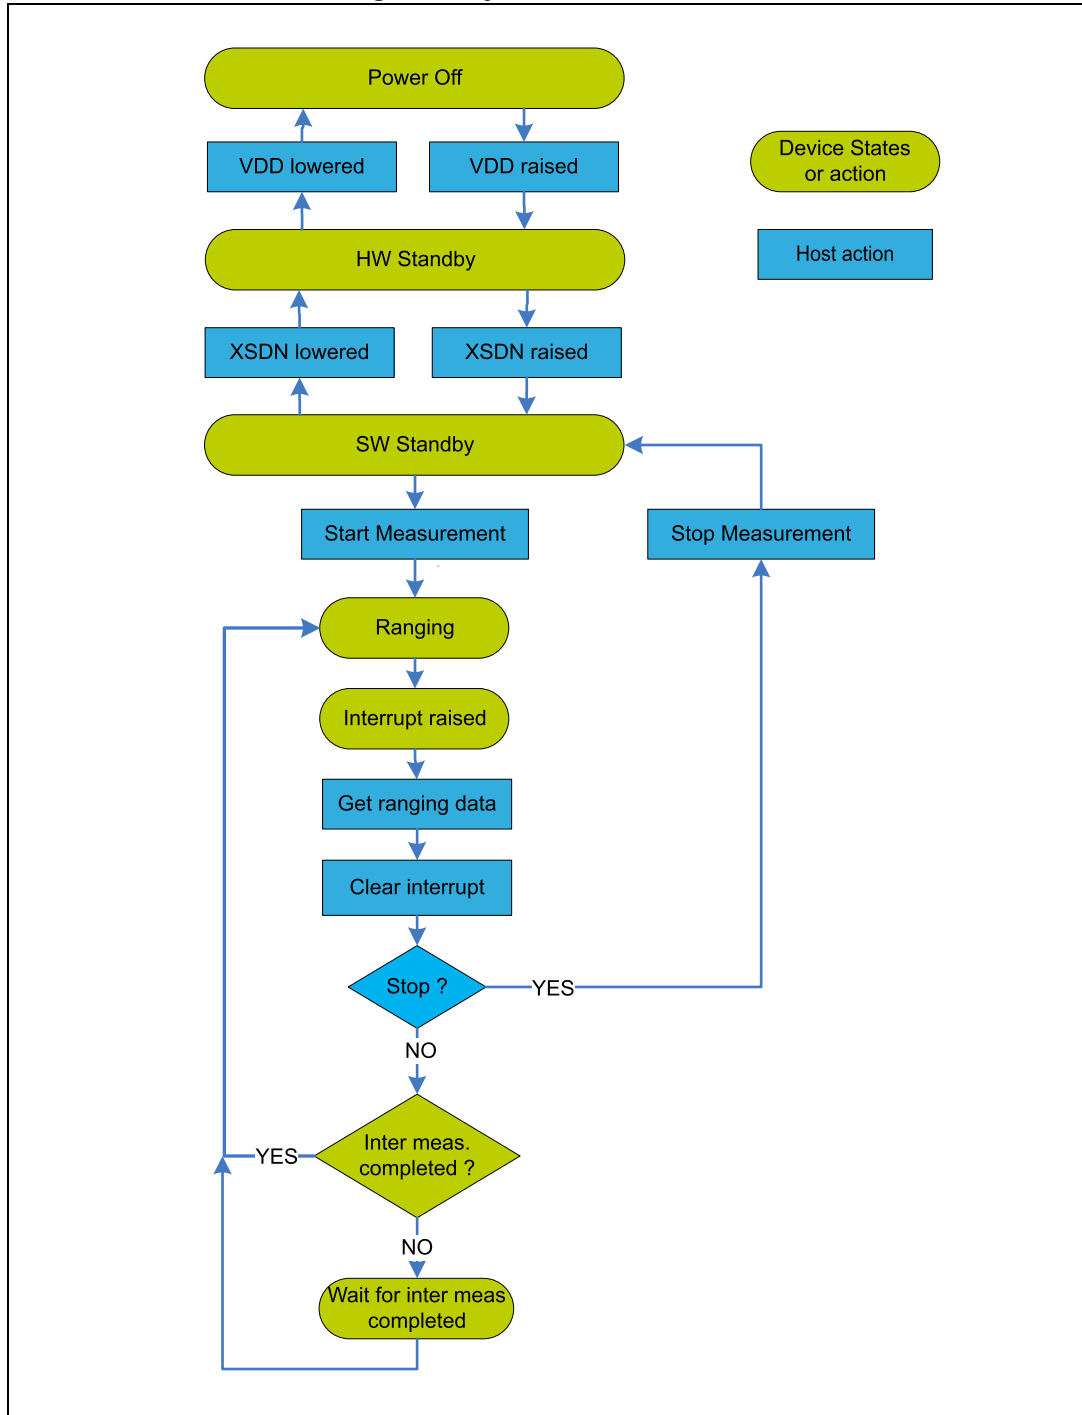 Power Off
VDD lowered
VDD raised
Device States
or action
HW Standby
Host action
XSDN lowered
XSDN raised
SW Standby
Start Measurement
Stop Measurement
Ranging
Interrupt raised
Get ranging data
Clear interrupt
Stop ?
YES
NO
Inter meas.
completed ?
YES
NO
Wait for inter meas
completed